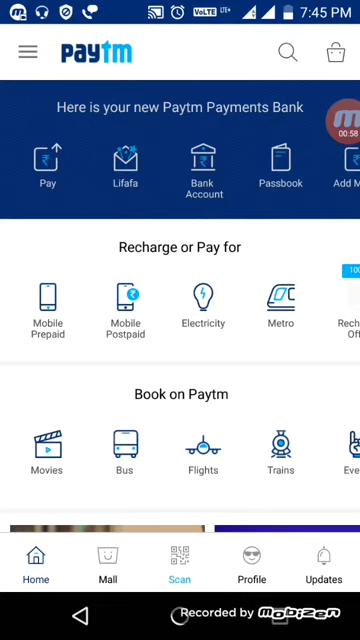 VoLTE LTE+ 7:45 PM
paytm
Here is your new Paytm Payments Bank
00:58
Pay
Lifafa
Bank
Account
Passbook
Add M
Recharge or Pay for
100
Mobile
Prepaid
Mobile
Postpaid
Electricity
Metro
Rech
Off
Book on Paytm
Movies
Bus
Flights
Trains
Eve
Home
Mall
Scan
Profile
Updates
Recorded by mobizen